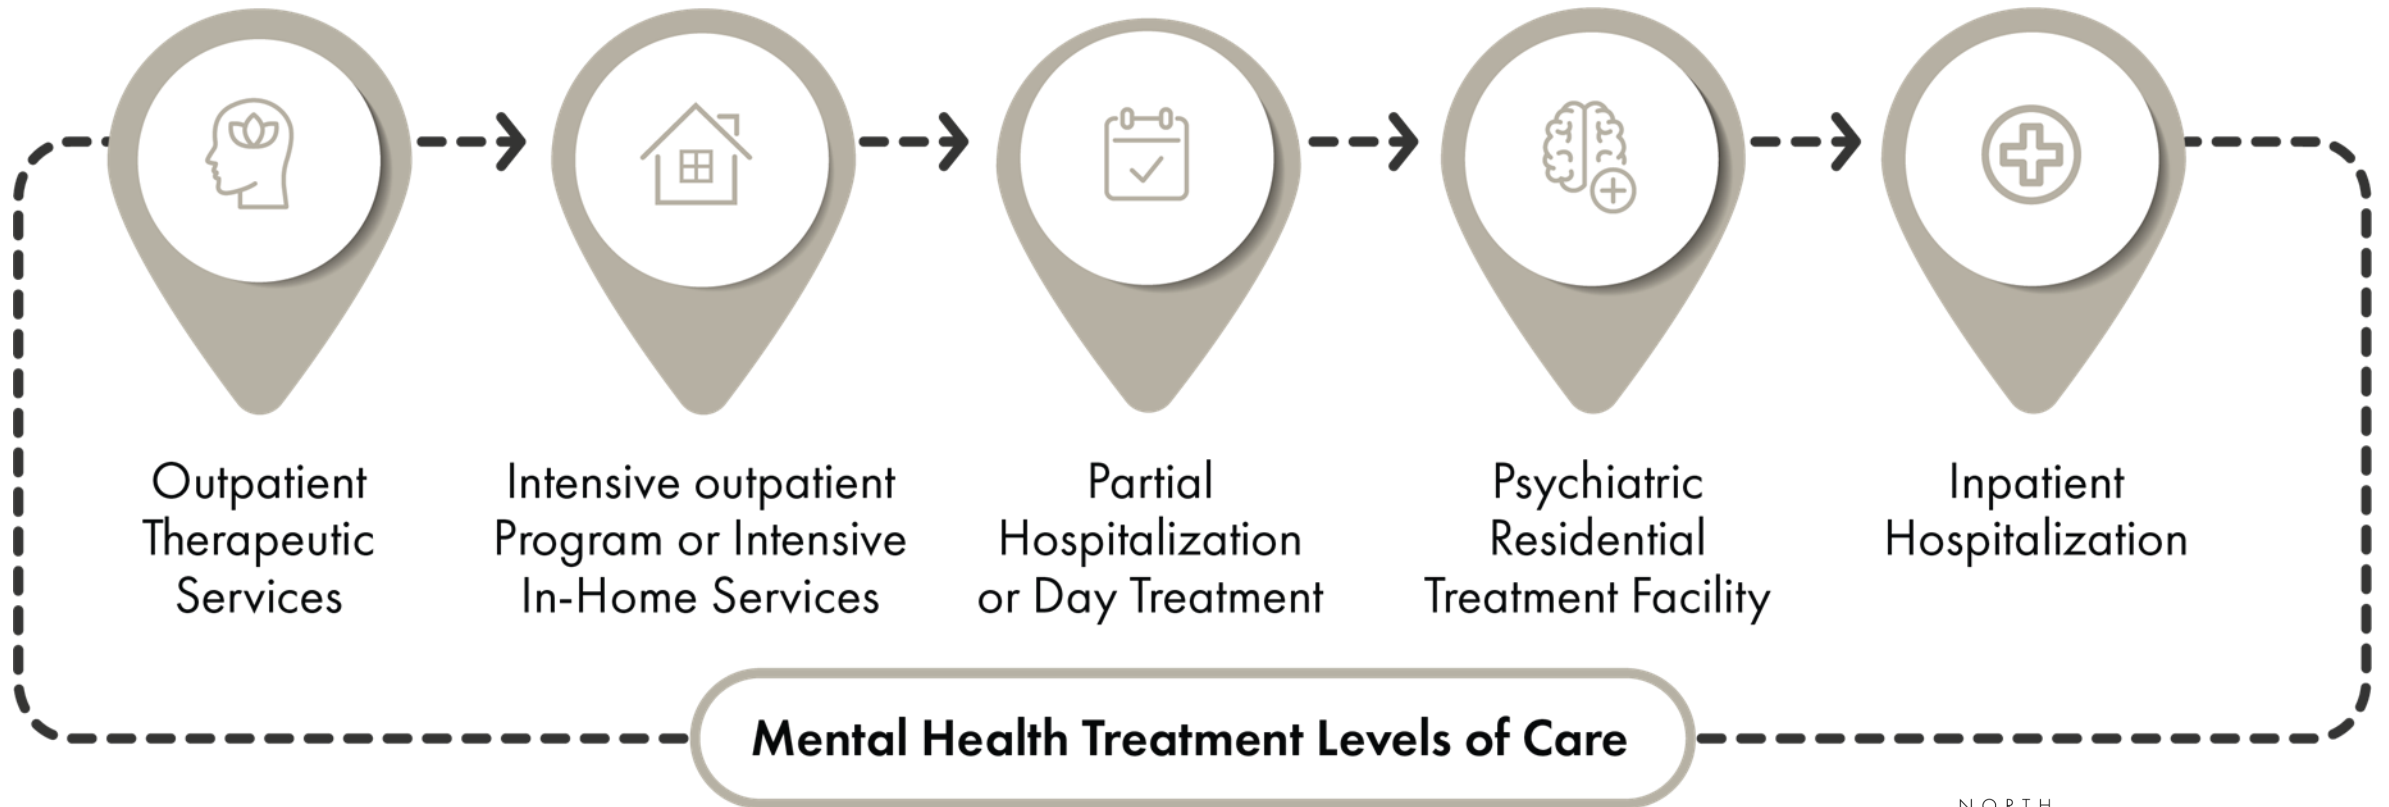 Outpatient
Therapeutic
Services
Intensive outpatient
Program or Intensive
In-Home Services
Partial
Hospitalization
or Day Treatment
Psychiatric
Residential
Treatment Facility
Inpatient
Hospitalization
Mental Health Treatment Levels of Care
NORTH